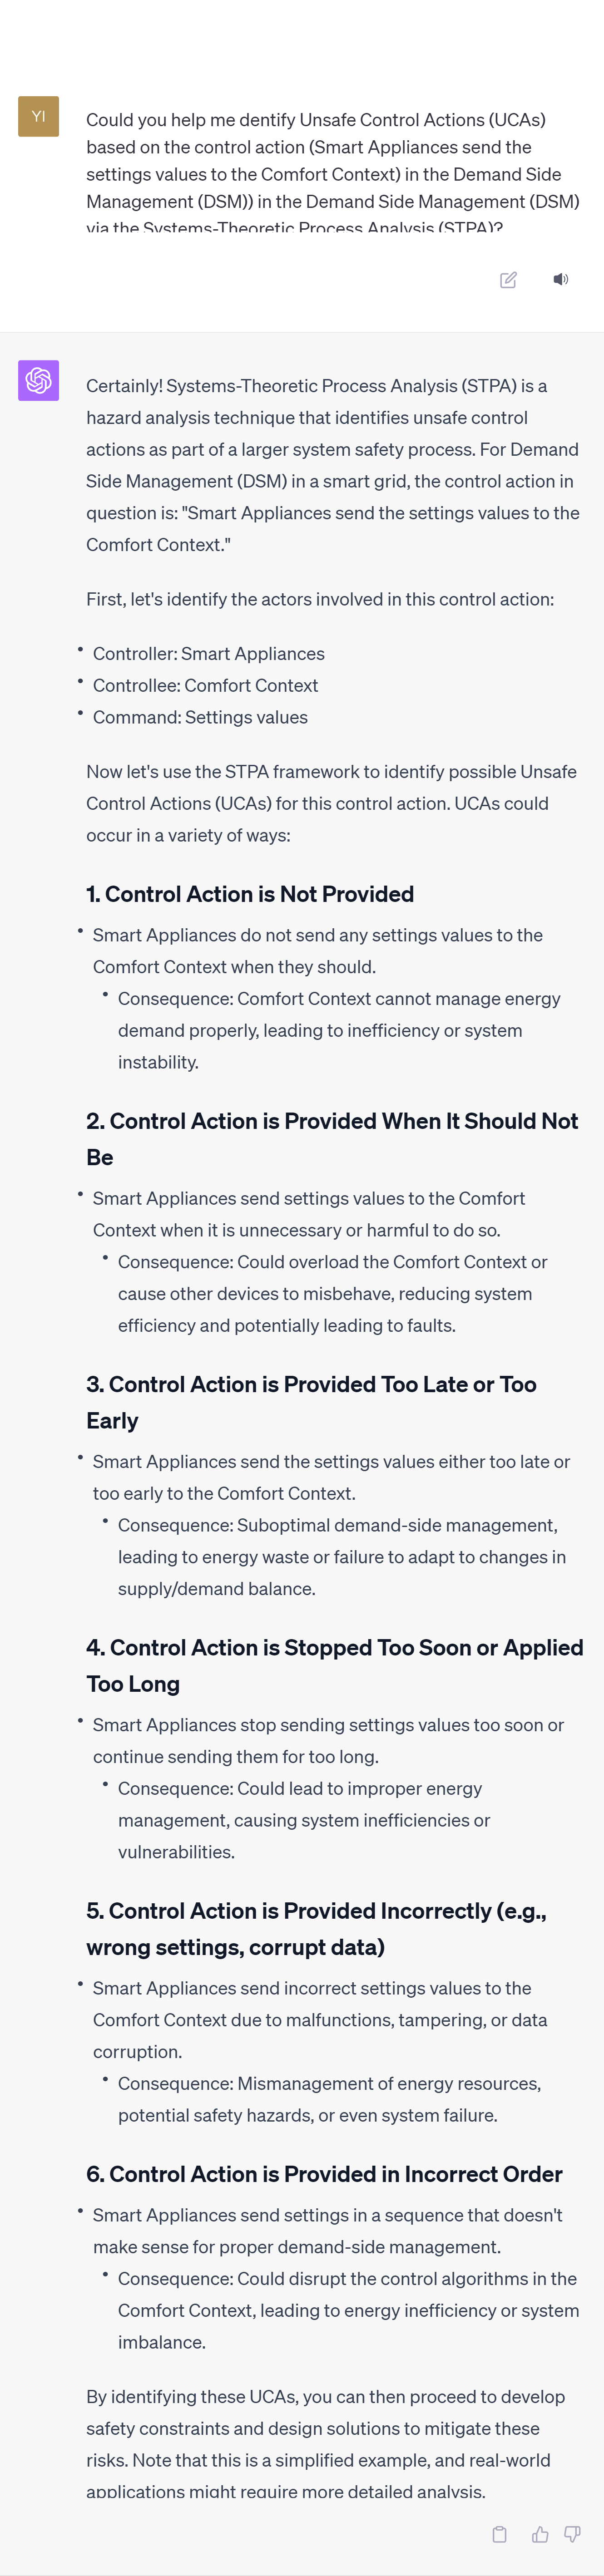 YI
Could you help me dentify Unsafe Control Actions (UCAs)
based on the control action (Smart Appliances send the
settings values to the Comfort Context) in the Demand Side
Management (DSM)) in the Demand Side Management (DSM)
via the Systems-Theoretic Process Analysis (STPA)?
Certainly! Systems-Theoretic Process Analysis (STPA) is a
hazard analysis technique that identifies unsafe control
actions as part of a larger system safety process. For Demand
Side Management (DSM) in a smart grid, the control action in
question is: "Smart Appliances send the settings values to the
Comfort Context."
First, let's identify the actors involved in this control action:
• Controller: Smart Appliances
• Controllee: Comfort Context
• Command: Settings values
Now let's use the STPA framework to identify possible Unsafe
Control Actions (UCAs) for this control action. UCAs could
occur in a variety of ways:
1. Control Action is Not Provided
• Smart Appliances do not send any settings values to the
Comfort Context when they should.
• Consequence: Comfort Context cannot manage energy
demand properly, leading to inefficiency or system
instability.
2. Control Action is Provided When It Should Not
Be
• Smart Appliances send settings values to the Comfort
Context when it is unnecessary or harmful to do so.
• Consequence: Could overload the Comfort Context or
cause other devices to misbehave, reducing system
efficiency and potentially leading to faults.
3. Control Action is Provided Too Late or Too
Early
• Smart Appliances send the settings values either too late or
too early to the Comfort Context.
• Consequence: Suboptimal demand-side management,
leading to energy waste or failure to adapt to changes in
supply/demand balance.
4. Control Action is Stopped Too Soon or Applied
Too Long
• Smart Appliances stop sending settings values too soon or
continue sending them for too long.
• Consequence: Could lead to improper energy
management, causing system inefficiencies or
vulnerabilities.
5. Control Action is Provided Incorrectly (e.g.,
wrong settings, corrupt data)
• Smart Appliances send incorrect settings values to the
Comfort Context due to malfunctions, tampering, or data
corruption.
• Consequence: Mismanagement of energy resources,
potential safety hazards, or even system failure.
6. Control Action is Provided in Incorrect Order
• Smart Appliances send settings in a sequence that doesn't
make sense for proper demand-side management.
• Consequence: Could disrupt the control algorithms in the
Comfort Context, leading to energy inefficiency or system
imbalance.
By identifying these UCAs, you can then proceed to develop
safety constraints and design solutions to mitigate these
risks. Note that this is a simplified example, and real-world
applications might require more detailed analysis.